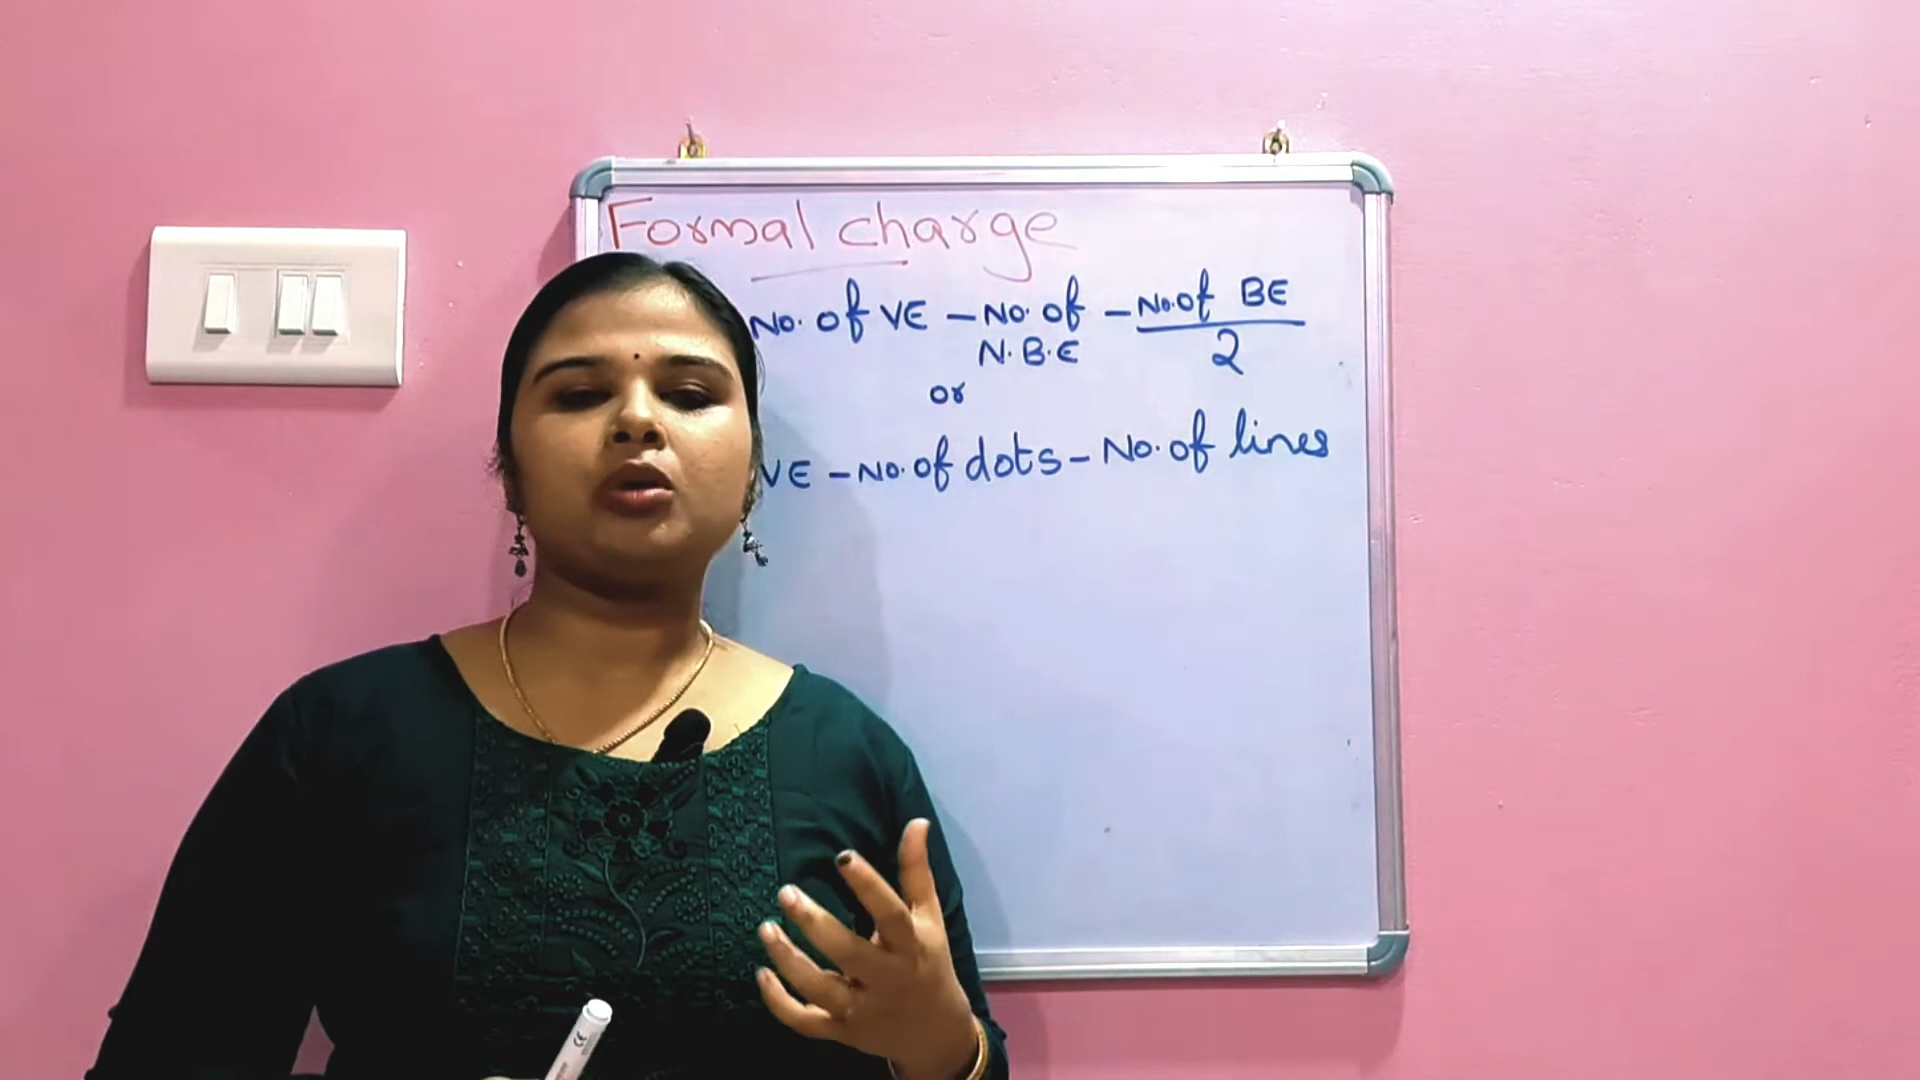 Formal charge
No. of VE - No. of - No. of BE
N.B.E 2
or
VE - No. of dots - No. of lines